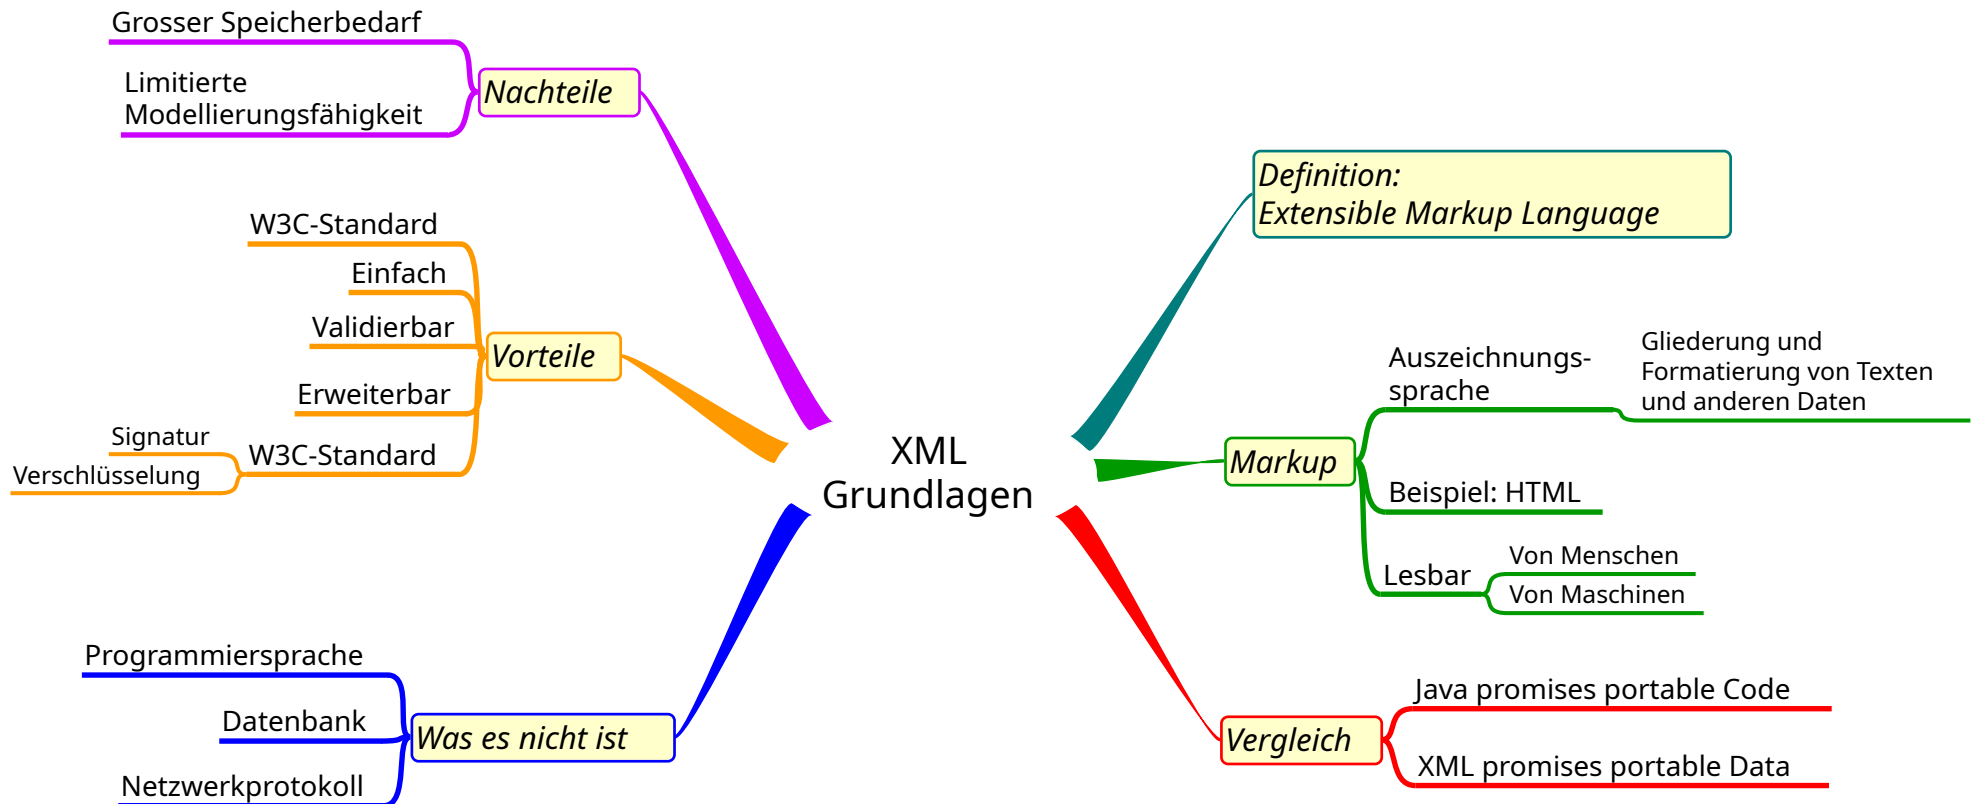 XML
Grundlagen
Definition:
Extensible Markup Language
Markup
Auszeichnungs-
sprache
Gliederung und
Formatierung von Texten
und anderen Daten
Beispiel: HTML
Lesbar
Von Menschen
Von Maschinen
Vergleich
Java promises portable Code
XML promises portable Data
Nachteile
Grosser Speicherbedarf
Limitierte
Modellierungsfähigkeit
Vorteile
W3C-Standard
Einfach
Validierbar
Erweiterbar
W3C-Standard
Signatur
Verschlüsselung
Was es nicht ist
Programmiersprache
Datenbank
Netzwerkprotokoll